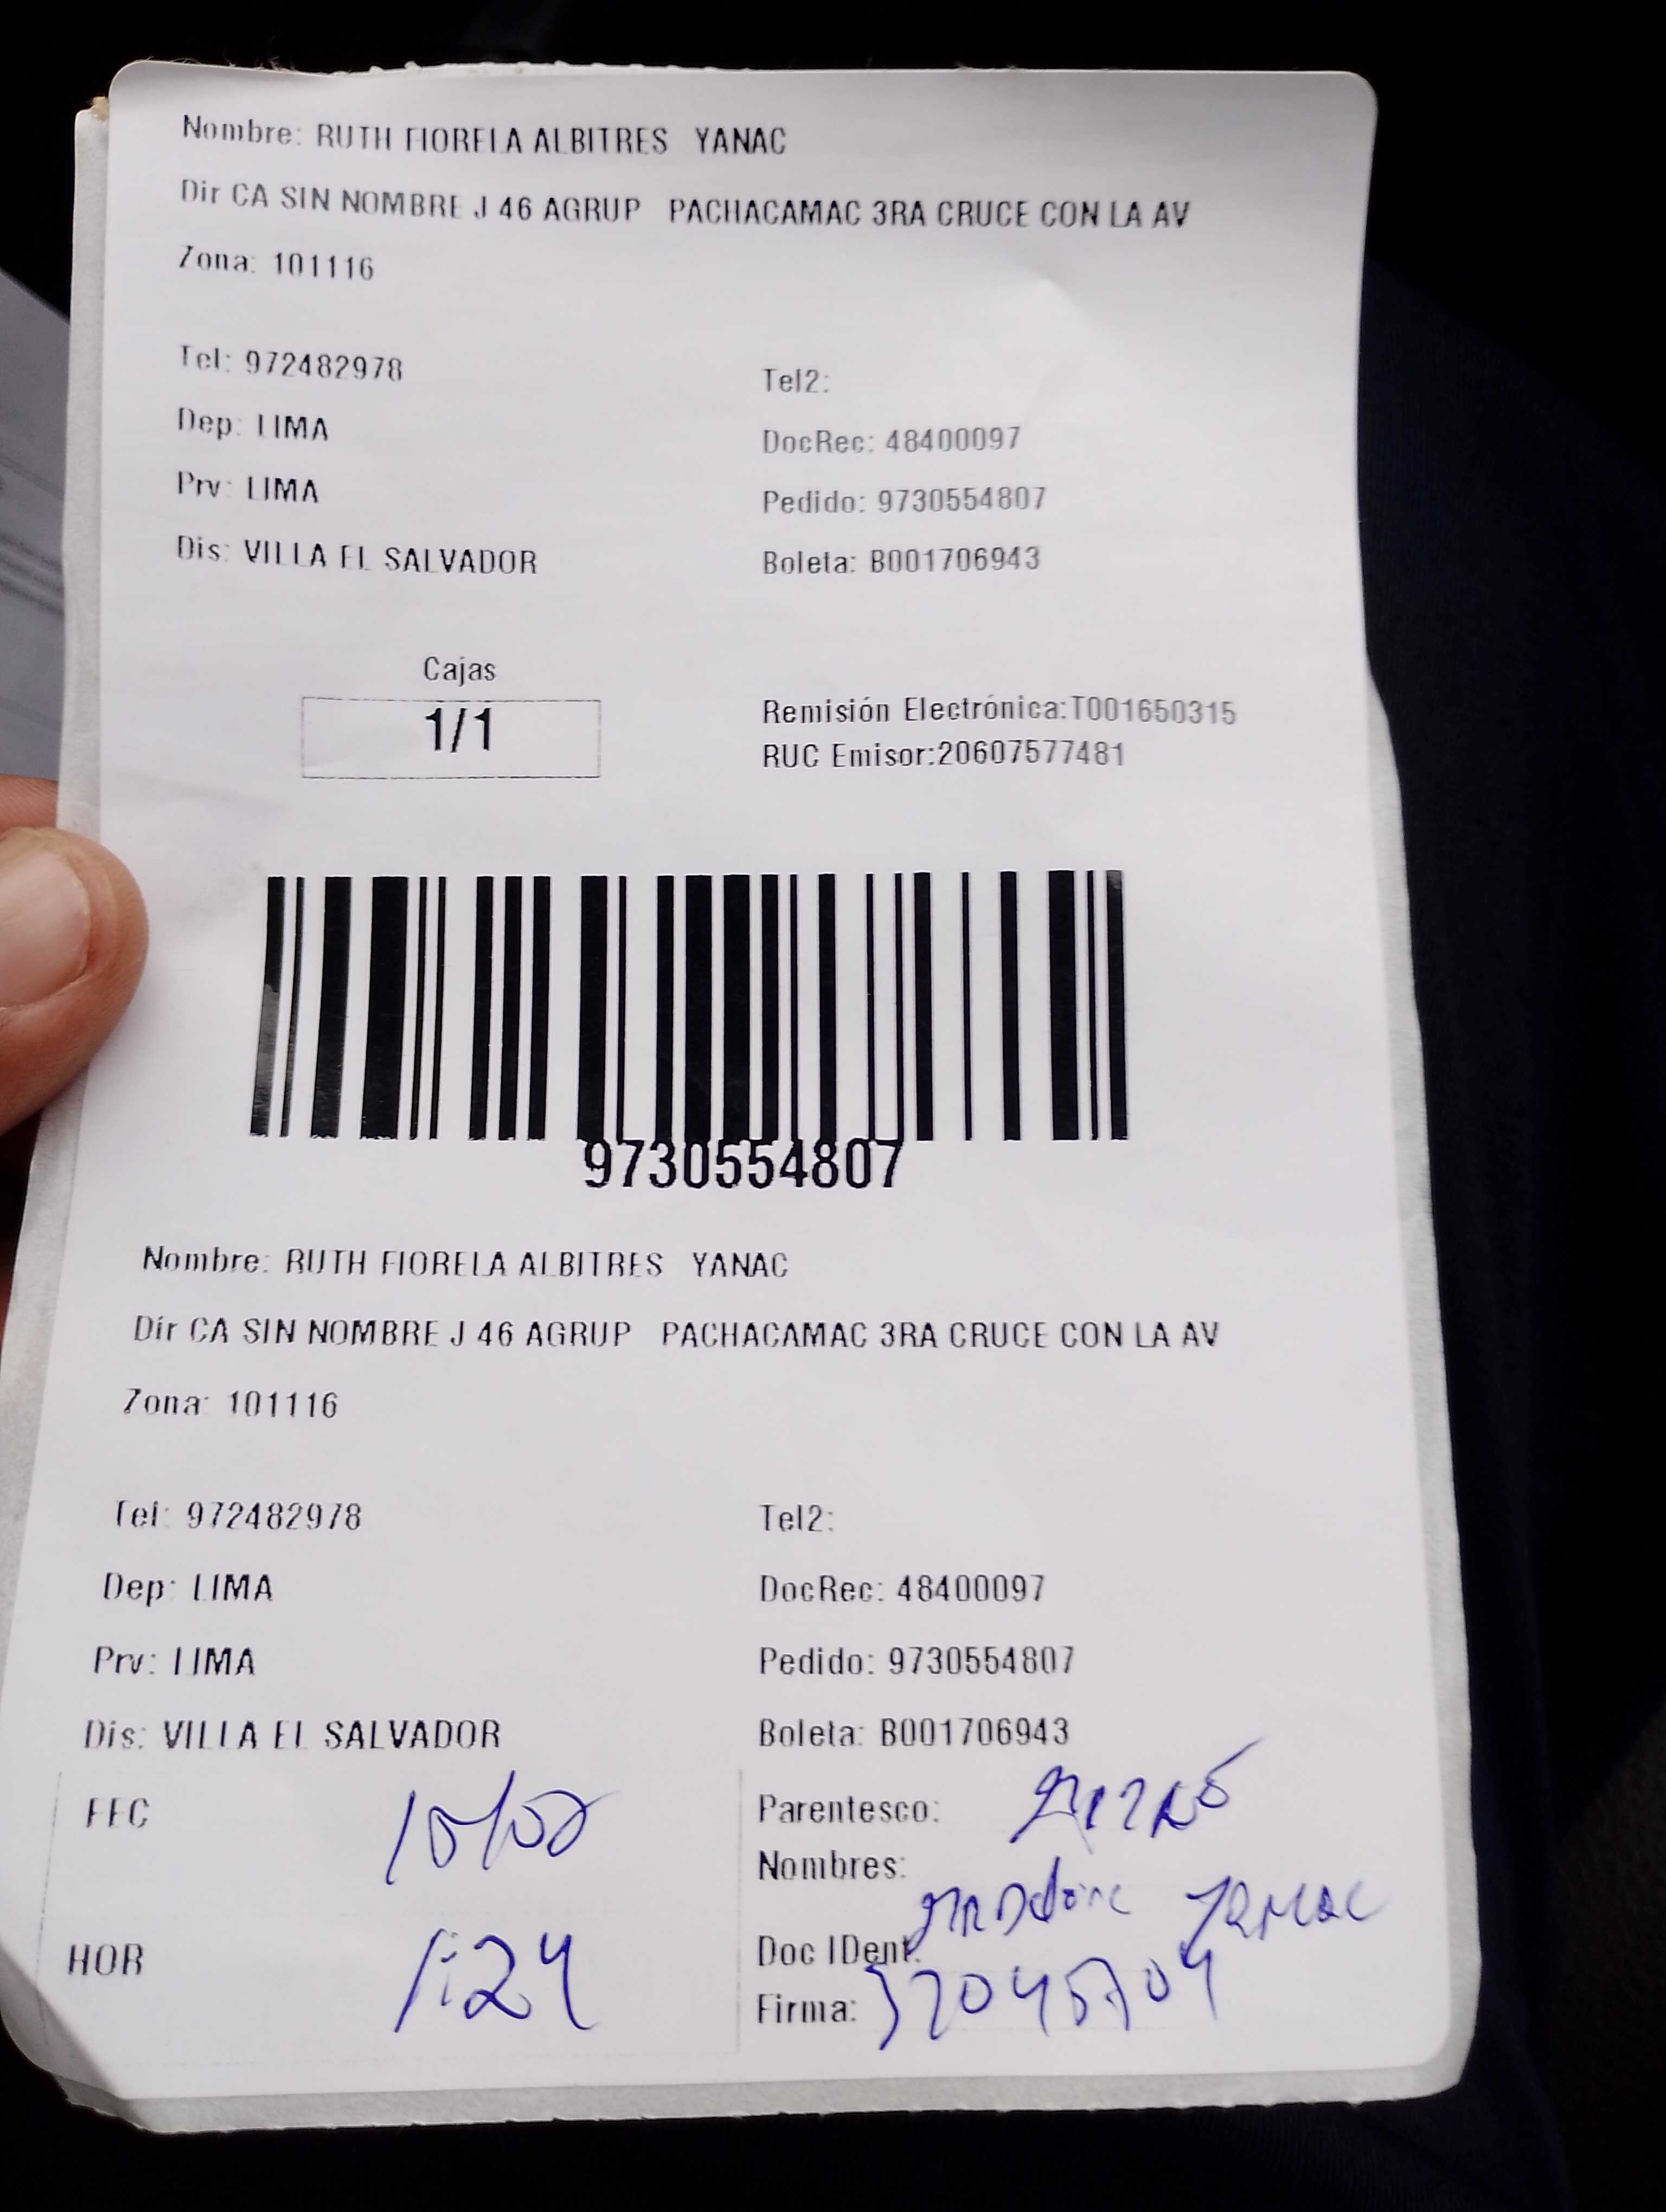 Nombre: RUTH FIORELA ALBITRES YANAC
Dir CA SIN NOMBRE J 46 AGRUP PACHACAMAC 3RA CRUCE CON LA AV
Zona: 101116
Tel: 972482978
Tel2:
Dep: LIMA
DocRec: 48400097
Prv: LIMA
Pedido: 9730554807
Dis: VILLA EL SALVADOR
Boleta: B001706943
Cajas
1/1
Remisión Electrónica:T001650315
RUC Emisor:20607577481
9730554807
Nombre: RUTH FIORELA ALBITRES YANAC
Dir CA SIN NOMBRE J 46 AGRUP PACHACAMAC 3RA CRUCE CON LA AV
Zona: 101116
Tel: 972482978
Tel2:
Dep: LIMA
DocRec: 48400097
Prv: LIMA
Pedido: 9730554807
Dis: VILLA EL SALVADOR
Boleta: B001706943
FEC
Parentesco:
Nombres:
HOR 1:24
Doc IDent:
Firma: